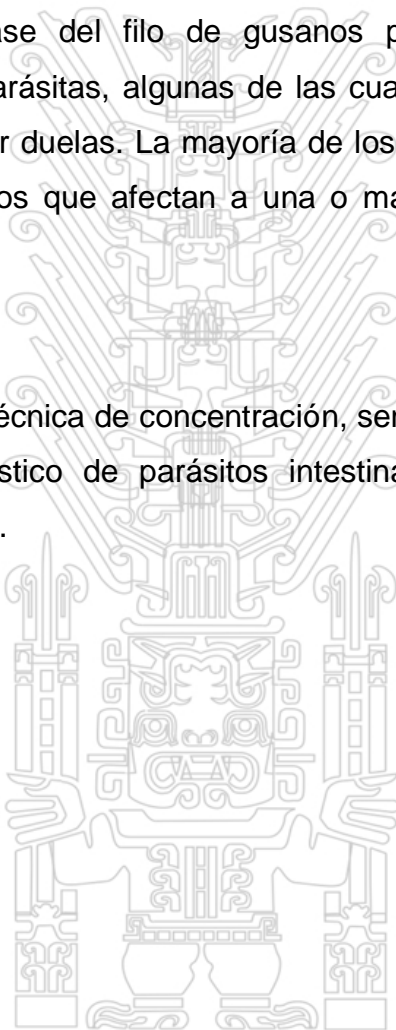 ase del filo de gusanos p
arásitas, algunas de las cua
r duelas. La mayoría de los
os que afectan a una o ma
écnica de concentración, ser
stico de parásitos intestina
.